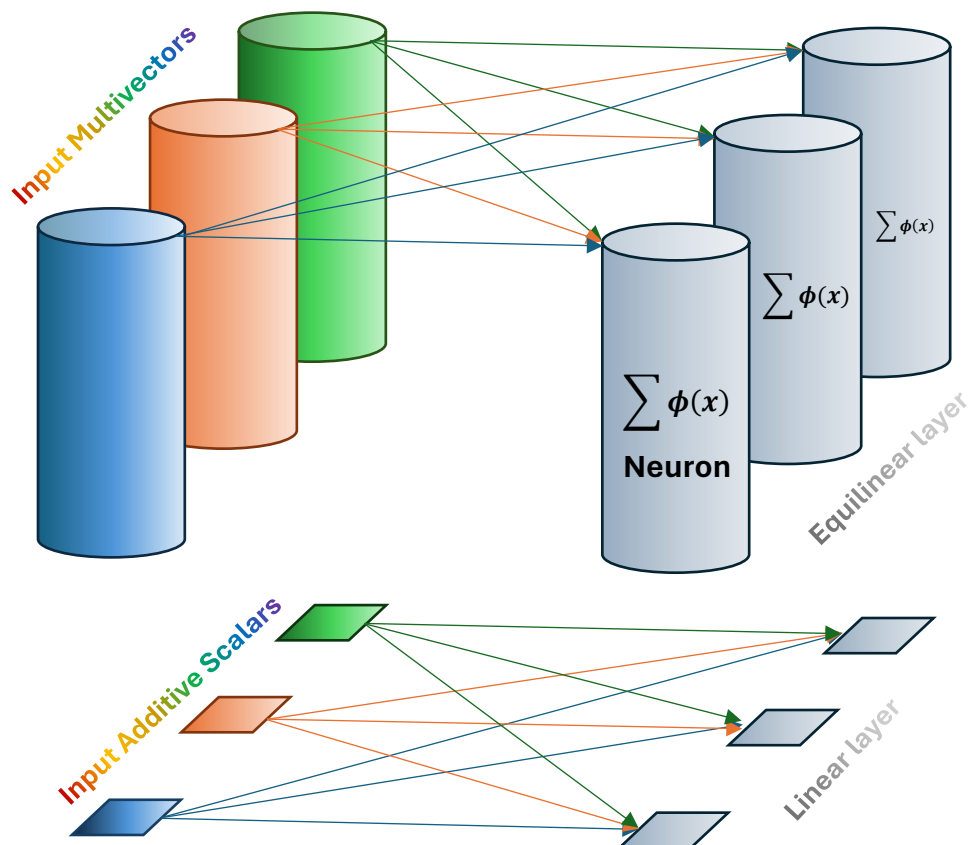 Input Multivectors
∑ϕ(x)
∑ϕ(x)
∑ϕ(x)
Neuron
Equilinear layer
Input Additive Scalars
Linear layer